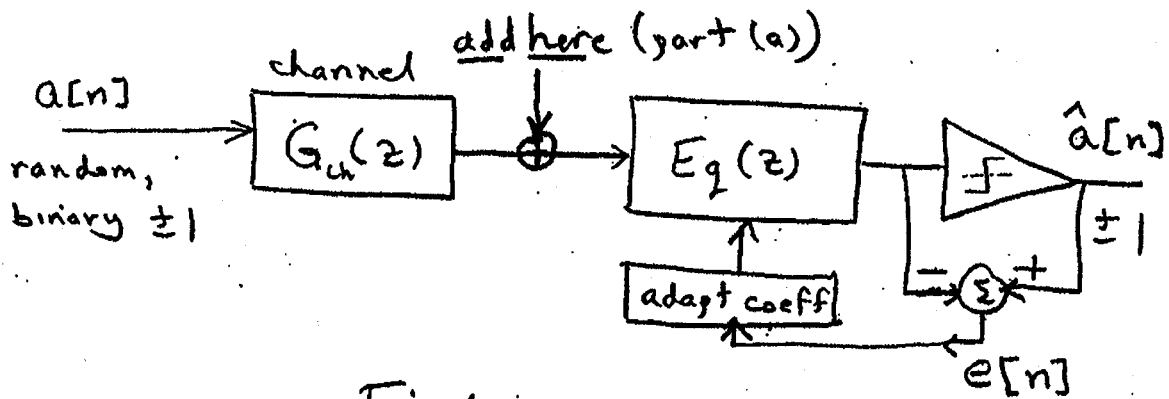 add here (part (a))
channel
a[n]
random,
binary ±1
G_ch(z)
+
Eq(z)
â[n]
±1
adapt coeff
- Σ +
e[n]